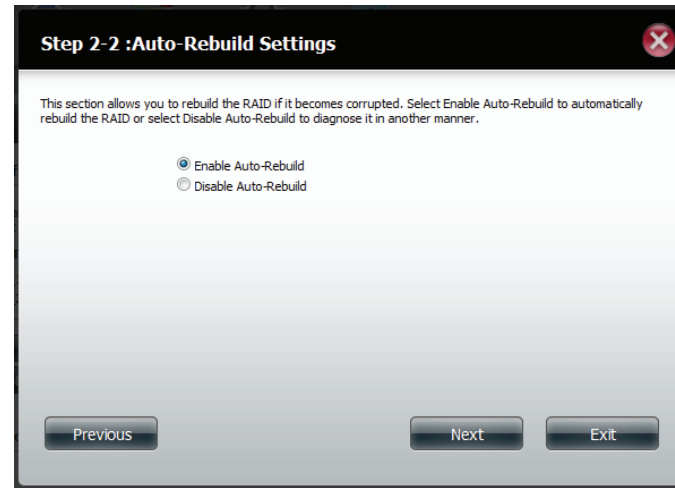 Step 2-2 :Auto-Rebuild Settings
This section allows you to rebuild the RAID if it becomes corrupted. Select Enable Auto-Rebuild to automatically
rebuild the RAID or select Disable Auto-Rebuild to diagnose it in another manner.
Enable Auto-Rebuild
Disable Auto-Rebuild
Previous
Next
Exit